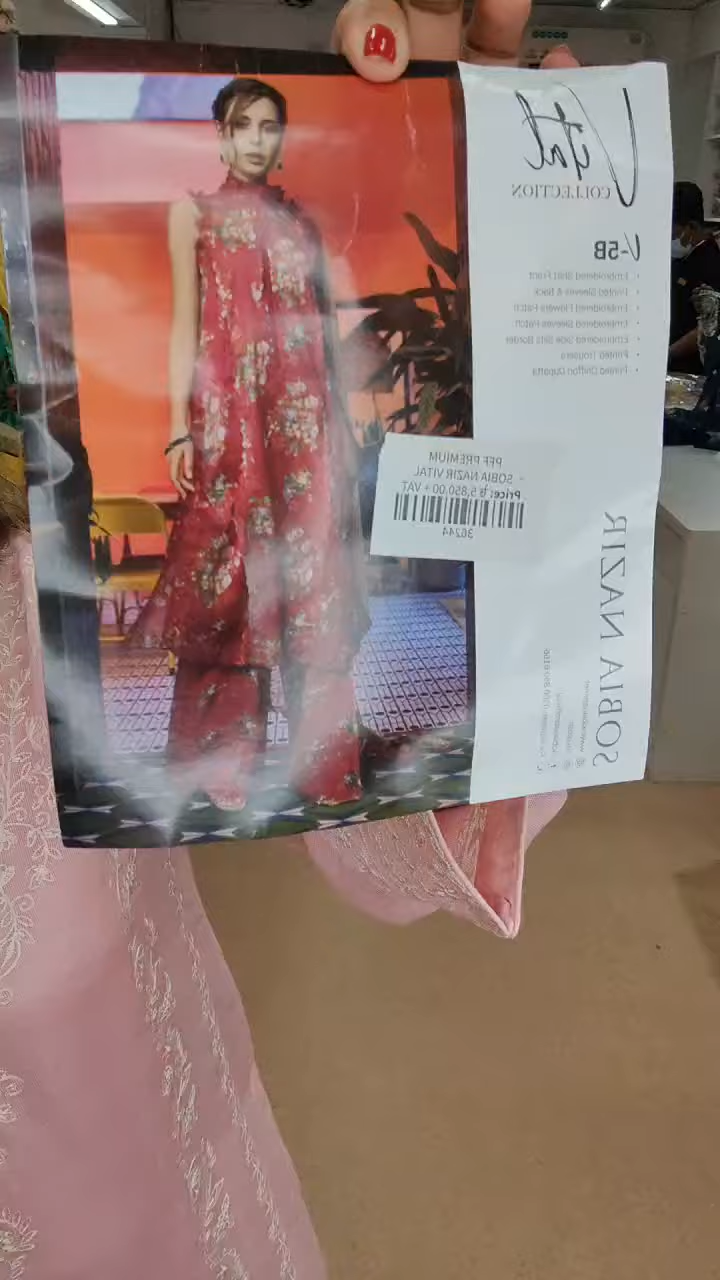 Vital
COLLECTION
V-5B
• Embroidered Shirt Front
• Printed Sleeves & Back
• Embroidered Flowers Patch
• Embroidered Sleeves Patch
• Embroidered Side Slits Border
• Printed Trousers
• Printed Chiffon Dupatta
PFF PREMIUM
- SOBIA NAZIR VITAL
Price: ₨ 5,850.00 + VAT
36244
SOBIA NAZIR